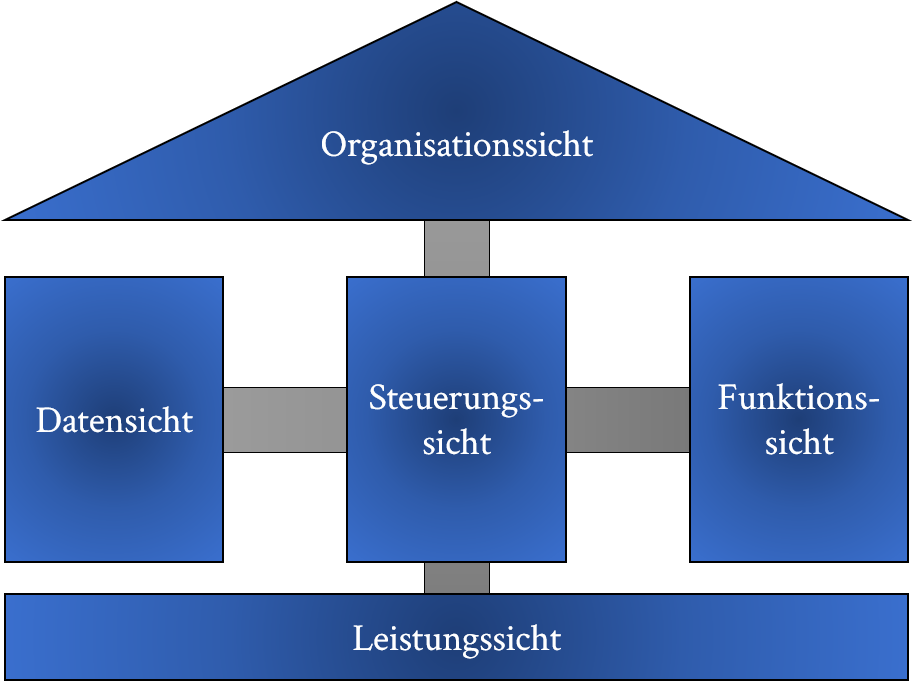 Organisationssicht
Datensicht
Steuerungs-
sicht
Funktions-
sicht
Leistungssicht